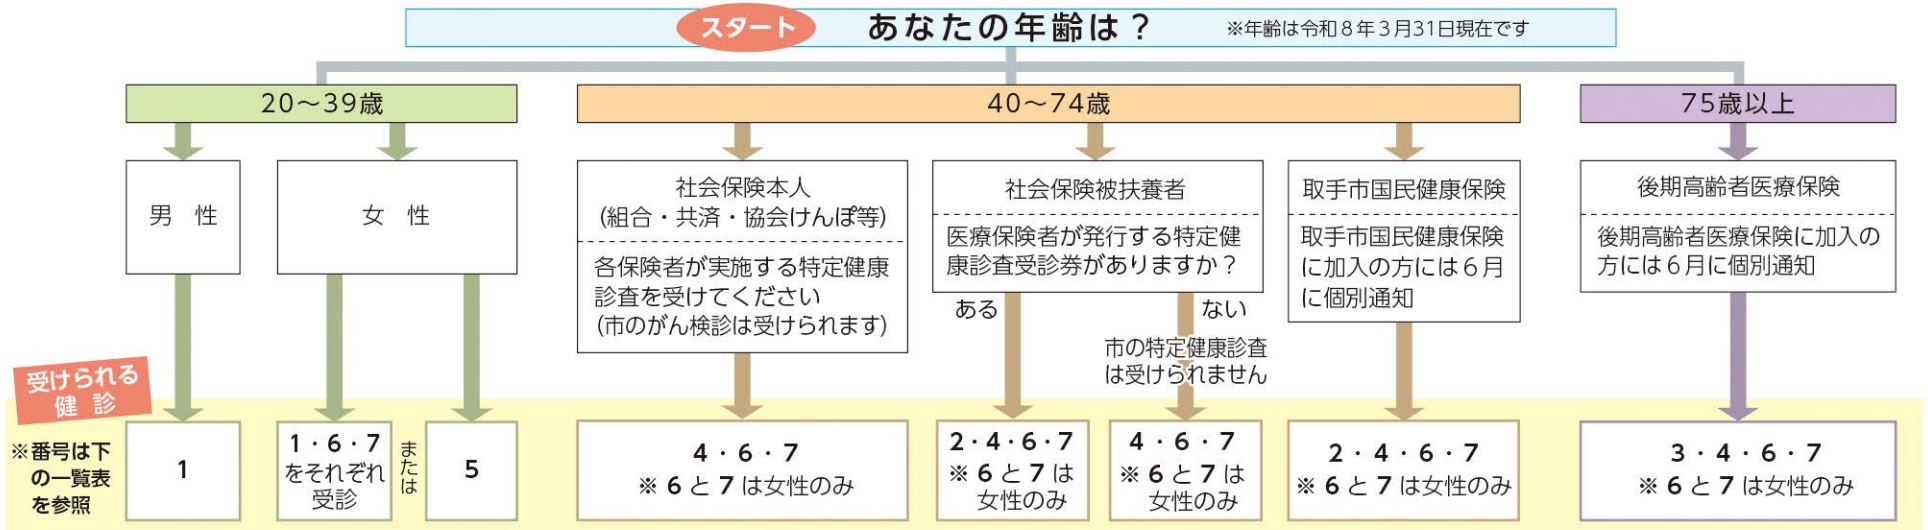 スタート
あなたの年齢は？
※年齢は令和８年３月31日現在です
20～39歳
40～74歳
75歳以上
男　性
女　性
社会保険本人
(組合・共済・協会けんぽ等)
各保険者が実施する特定健康
診査を受けてください
(市のがん検診は受けられます)
社会保険被扶養者
医療保険者が発行する特定健
康診査受診券がありますか？
ある
ない
市の特定健康診査
は受けられません
取手市国民健康保険
取手市国民健康保険
に加入の方には６月
に個別通知
後期高齢者医療保険
後期高齢者医療保険に加入の
方には６月に個別通知
受けられる
健　診
※番号は下
の一覧表
を参照
1
1・6・7
をそれぞれ
受診
または
5
4・6・7
※6と7は女性のみ
2・4・6・7
※6と7は
女性のみ
4・6・7
※6と7は
女性のみ
2・4・6・7
※6と7は女性のみ
3・4・6・7
※6と7は女性のみ